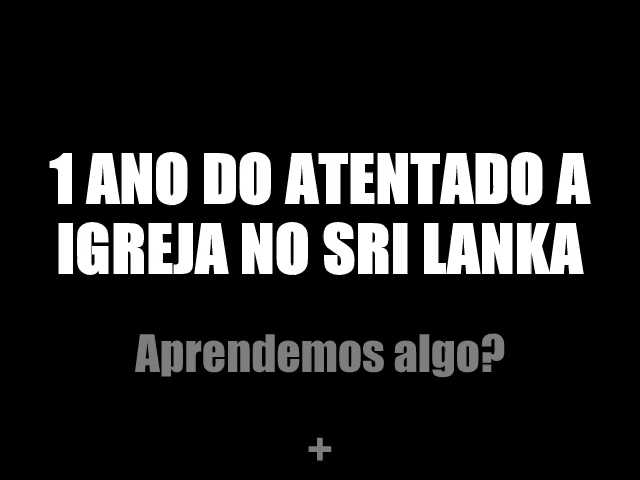 1 ANO DO ATENTADO A
IGREJA NO SRI LANKA
Aprendemos algo?
+